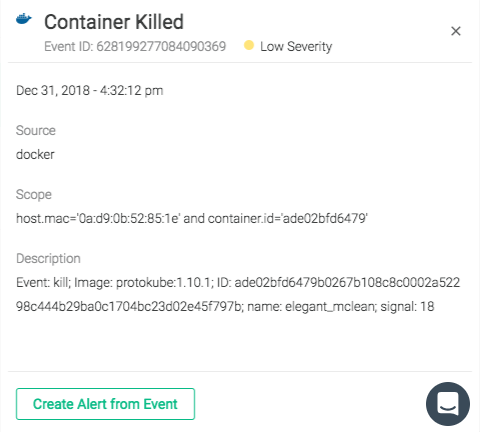 Container Killed
Event ID: 628199277084090369 Low Severity
Dec 31, 2018 - 4:32:12 pm
Source
docker
Scope
host.mac='0a:d9:0b:52:85:1e' and container.id='ade02bfd6479'
Description
Event: kill; Image: protokube:1.10.1; ID: ade02bfd6479b0267b108c8c0002a522
98c444b29ba0c1704bc23d02e45f797b; name: elegant_mclean; signal: 18
Create Alert from Event